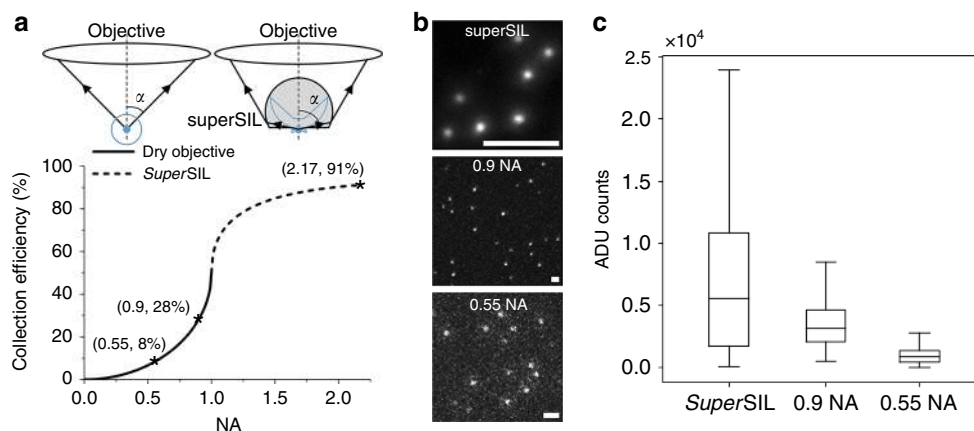 a
Objective Objective
α α
superSIL
Dry objective
SuperSIL
(2.17, 91%)
(0.9, 28%)
(0.55, 8%)
Collection efficiency (%)
100
80
60
40
20
0
0.0 0.5 1.0 1.5 2.0
NA
b
superSIL
0.9 NA
0.55 NA
c
×10⁴
ADU counts
2.5
2.0
1.5
1.0
0.5
0.0
SuperSIL 0.9 NA 0.55 NA